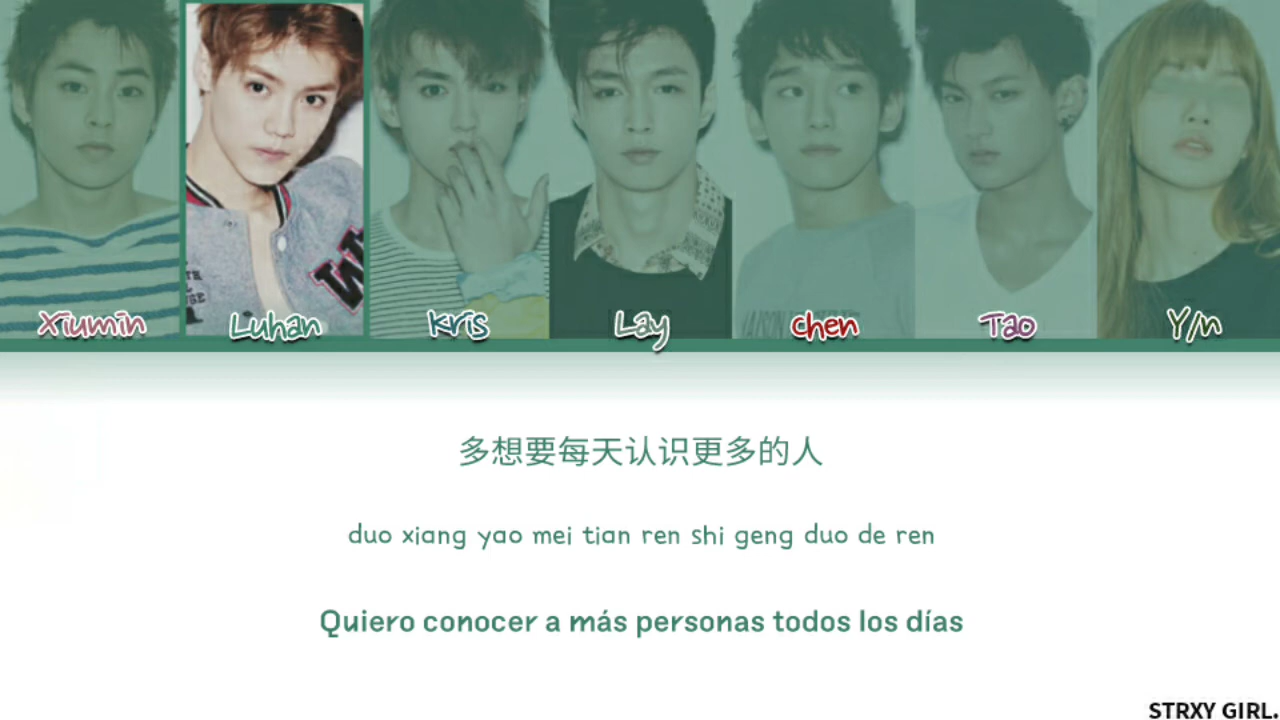 Xiumin Luhan Kris Lay chen Tao Y/n
多想要每天认识更多的人
duo xiang yao mei tian ren shi geng duo de ren
Quiero conocer a más personas todos los días
STRXY GIRL.